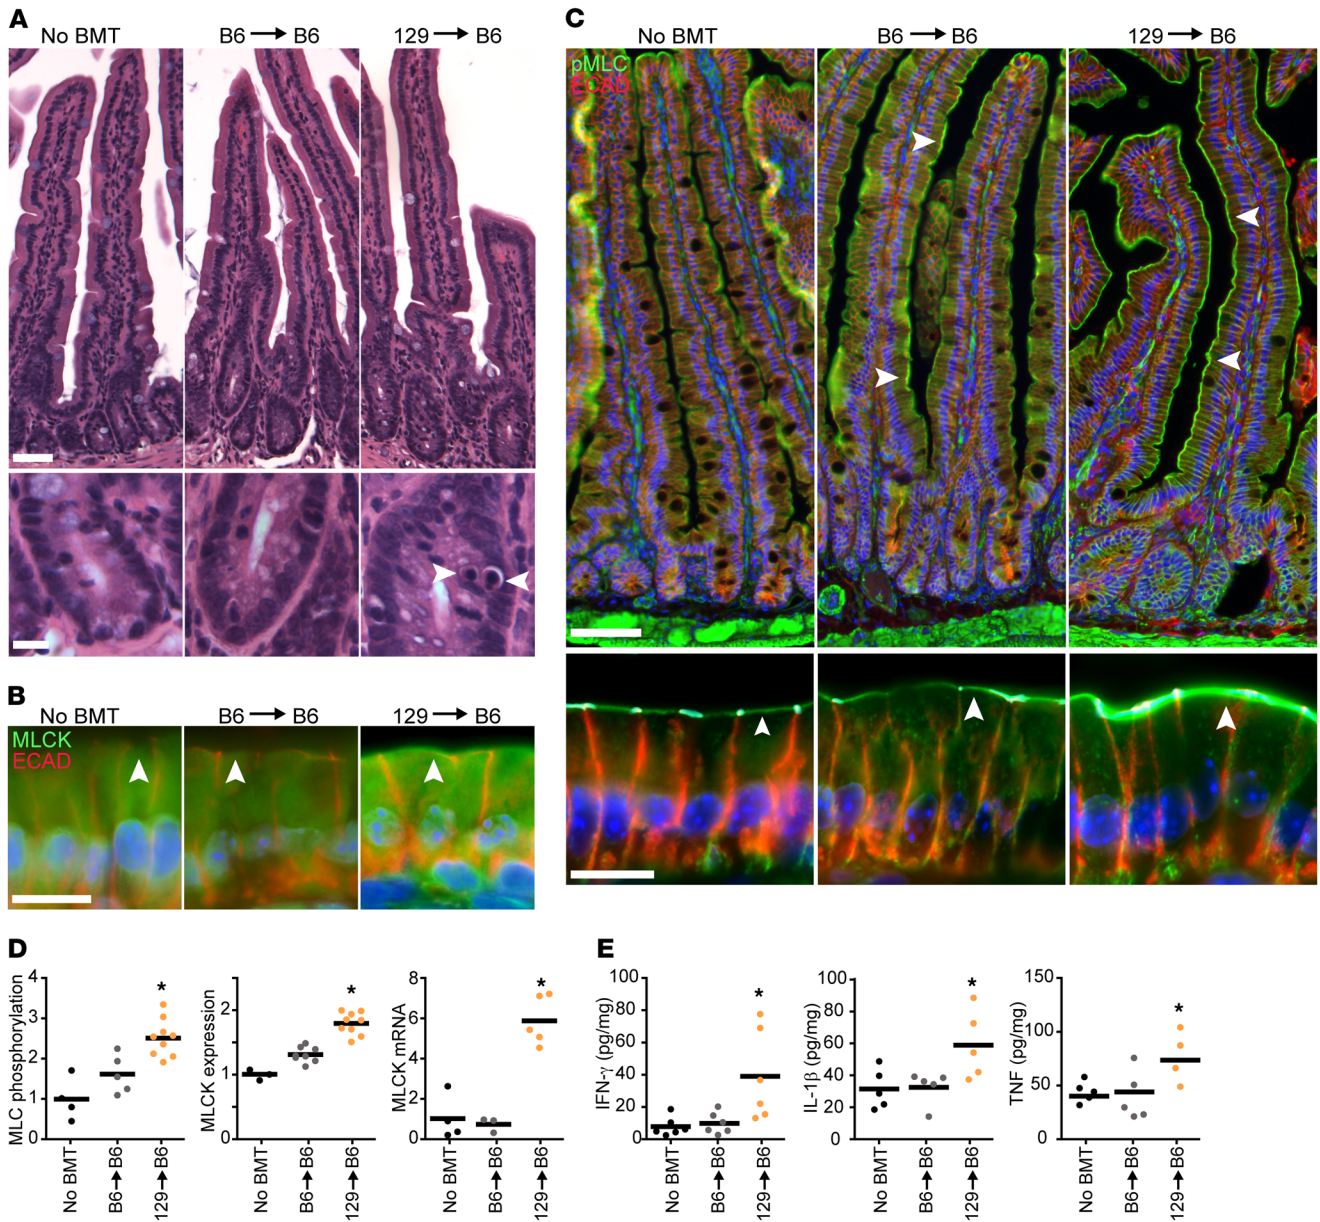 A
No BMT
B6 → B6
129 → B6
B
No BMT
B6 → B6
129 → B6
MLCK
ECAD
C
No BMT
B6 → B6
129 → B6
pMLC
ECAD
D
MLC phosphorylation
4
3
2
1
0
*
No BMT
B6→B6
129→B6
MLCK expression
2
1
0
*
No BMT
B6→B6
129→B6
MLCK mRNA
8
6
4
2
0
*
No BMT
B6→B6
129→B6
E
IFN-γ (pg/mg)
100
80
60
40
20
0
*
No BMT
B6→B6
129→B6
IL-1β (pg/mg)
100
80
60
40
20
0
*
No BMT
B6→B6
129→B6
TNF (pg/mg)
150
100
50
0
*
No BMT
B6→B6
129→B6